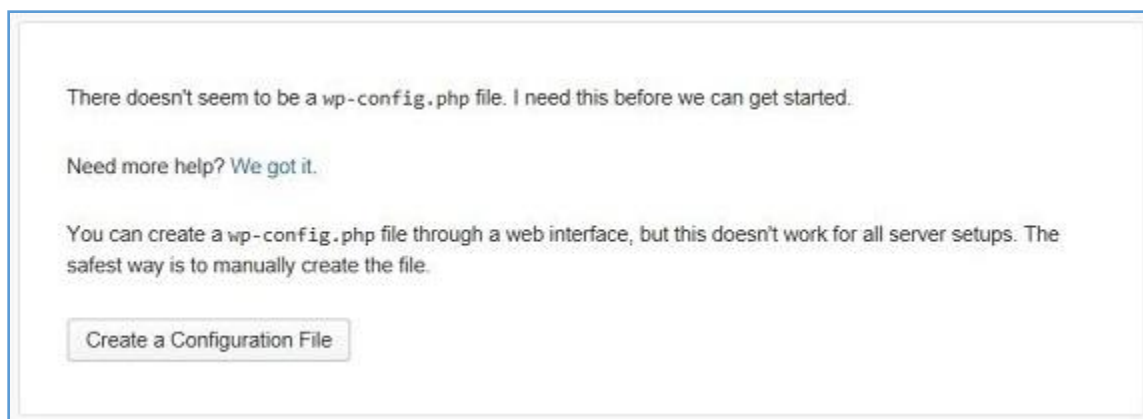 There doesn't seem to be a wp-config.php file. I need this before we can get started.
Need more help? We got it.
You can create a wp-config.php file through a web interface, but this doesn't work for all server setups. The
safest way is to manually create the file.
Create a Configuration File